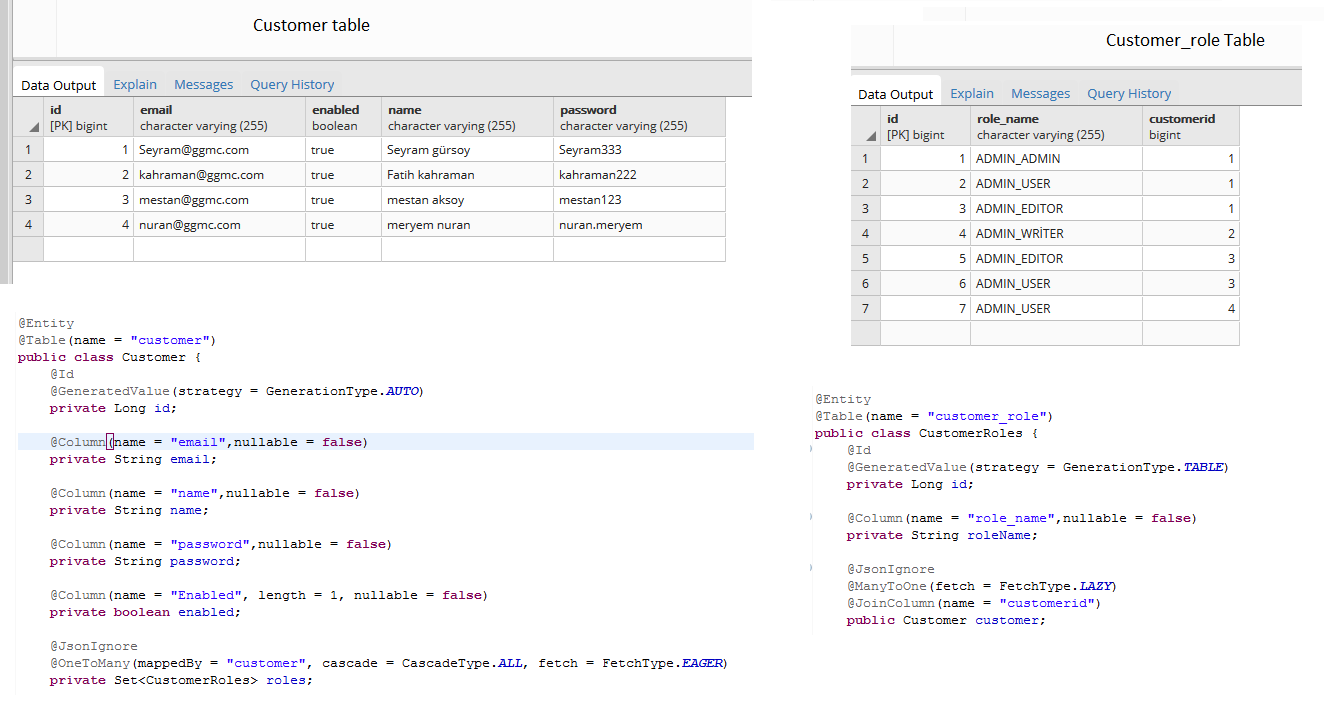 Customer table
Data Output Explain Messages Query History
id email enabled name password
[PK] bigint character varying (255) boolean character varying (255) character varying (255)
1 1 Seyram@ggmc.com true Seyram gürsoy Seyram333
2 2 kahraman@ggmc.com true Fatih kahraman kahraman222
3 3 mestan@ggmc.com true mestan aksoy mestan123
4 4 nuran@ggmc.com true meryem nuran nuran.meryem
@Entity
@Table(name = "customer")
public class Customer {
@Id
@GeneratedValue(strategy = GenerationType.AUTO)
private Long id;
@Column(name = "email",nullable = false)
private String email;
@Column(name = "name",nullable = false)
private String name;
@Column(name = "password",nullable = false)
private String password;
@Column(name = "Enabled", length = 1, nullable = false)
private boolean enabled;
@JsonIgnore
@OneToMany(mappedBy = "customer", cascade = CascadeType.ALL, fetch = FetchType.EAGER)
private Set<CustomerRoles> roles;
Customer_role Table
Data Output Explain Messages Query History
id role_name customerid
[PK] bigint character varying (255) bigint
1 1 ADMIN_ADMIN 1
2 2 ADMIN_USER 1
3 3 ADMIN_EDITOR 1
4 4 ADMIN_WRİTER 2
5 5 ADMIN_EDITOR 3
6 6 ADMIN_USER 3
7 7 ADMIN_USER 4
@Entity
@Table(name = "customer_role")
public class CustomerRoles {
@Id
@GeneratedValue(strategy = GenerationType.TABLE)
private Long id;
@Column(name = "role_name",nullable = false)
private String roleName;
@JsonIgnore
@ManyToOne(fetch = FetchType.LAZY)
@JoinColumn(name = "customerid")
public Customer customer;